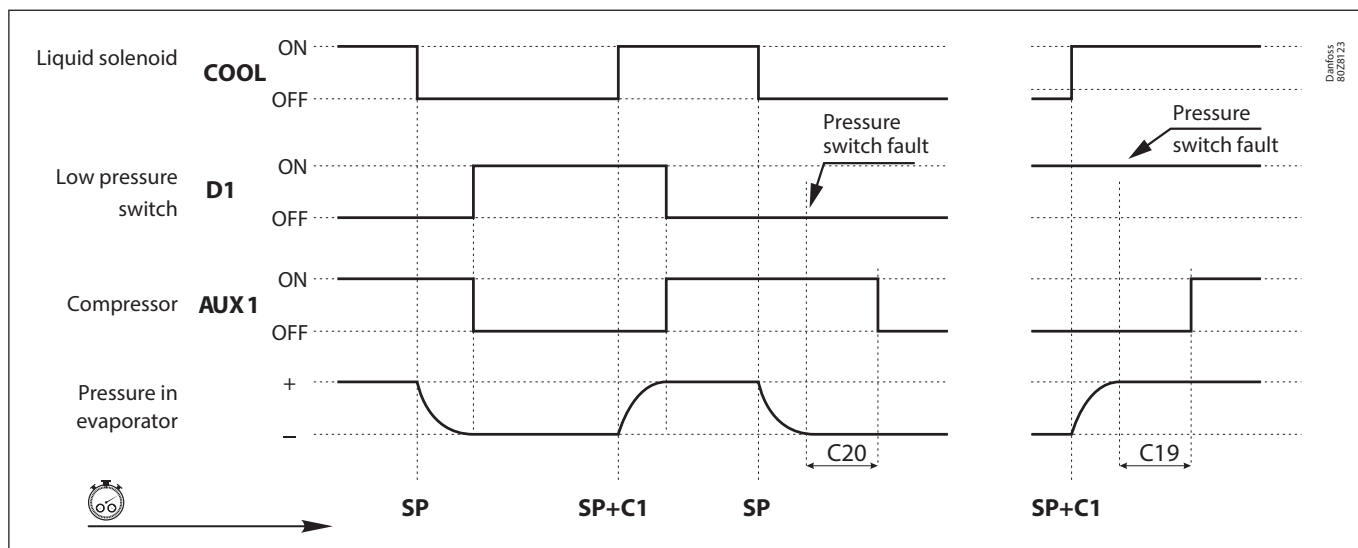 Liquid solenoid
COOL
ON
OFF
Danfoss
80Z8123
Pressure
switch fault
Pressure
switch fault
Low pressure
switch
D1
ON
OFF
Compressor
AUX 1
ON
OFF
Pressure in
evaporator
+
–
C20
C19
SP
SP+C1
SP
SP+C1